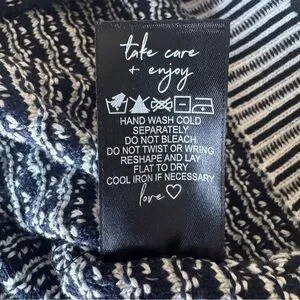 take care
+ enjoy
HAND WASH COLD
SEPARATELY
DO NOT BLEACH
DO NOT TWIST OR WRING
RESHAPE AND LAY
FLAT TO DRY
COOL IRON IF NECESSARY
love